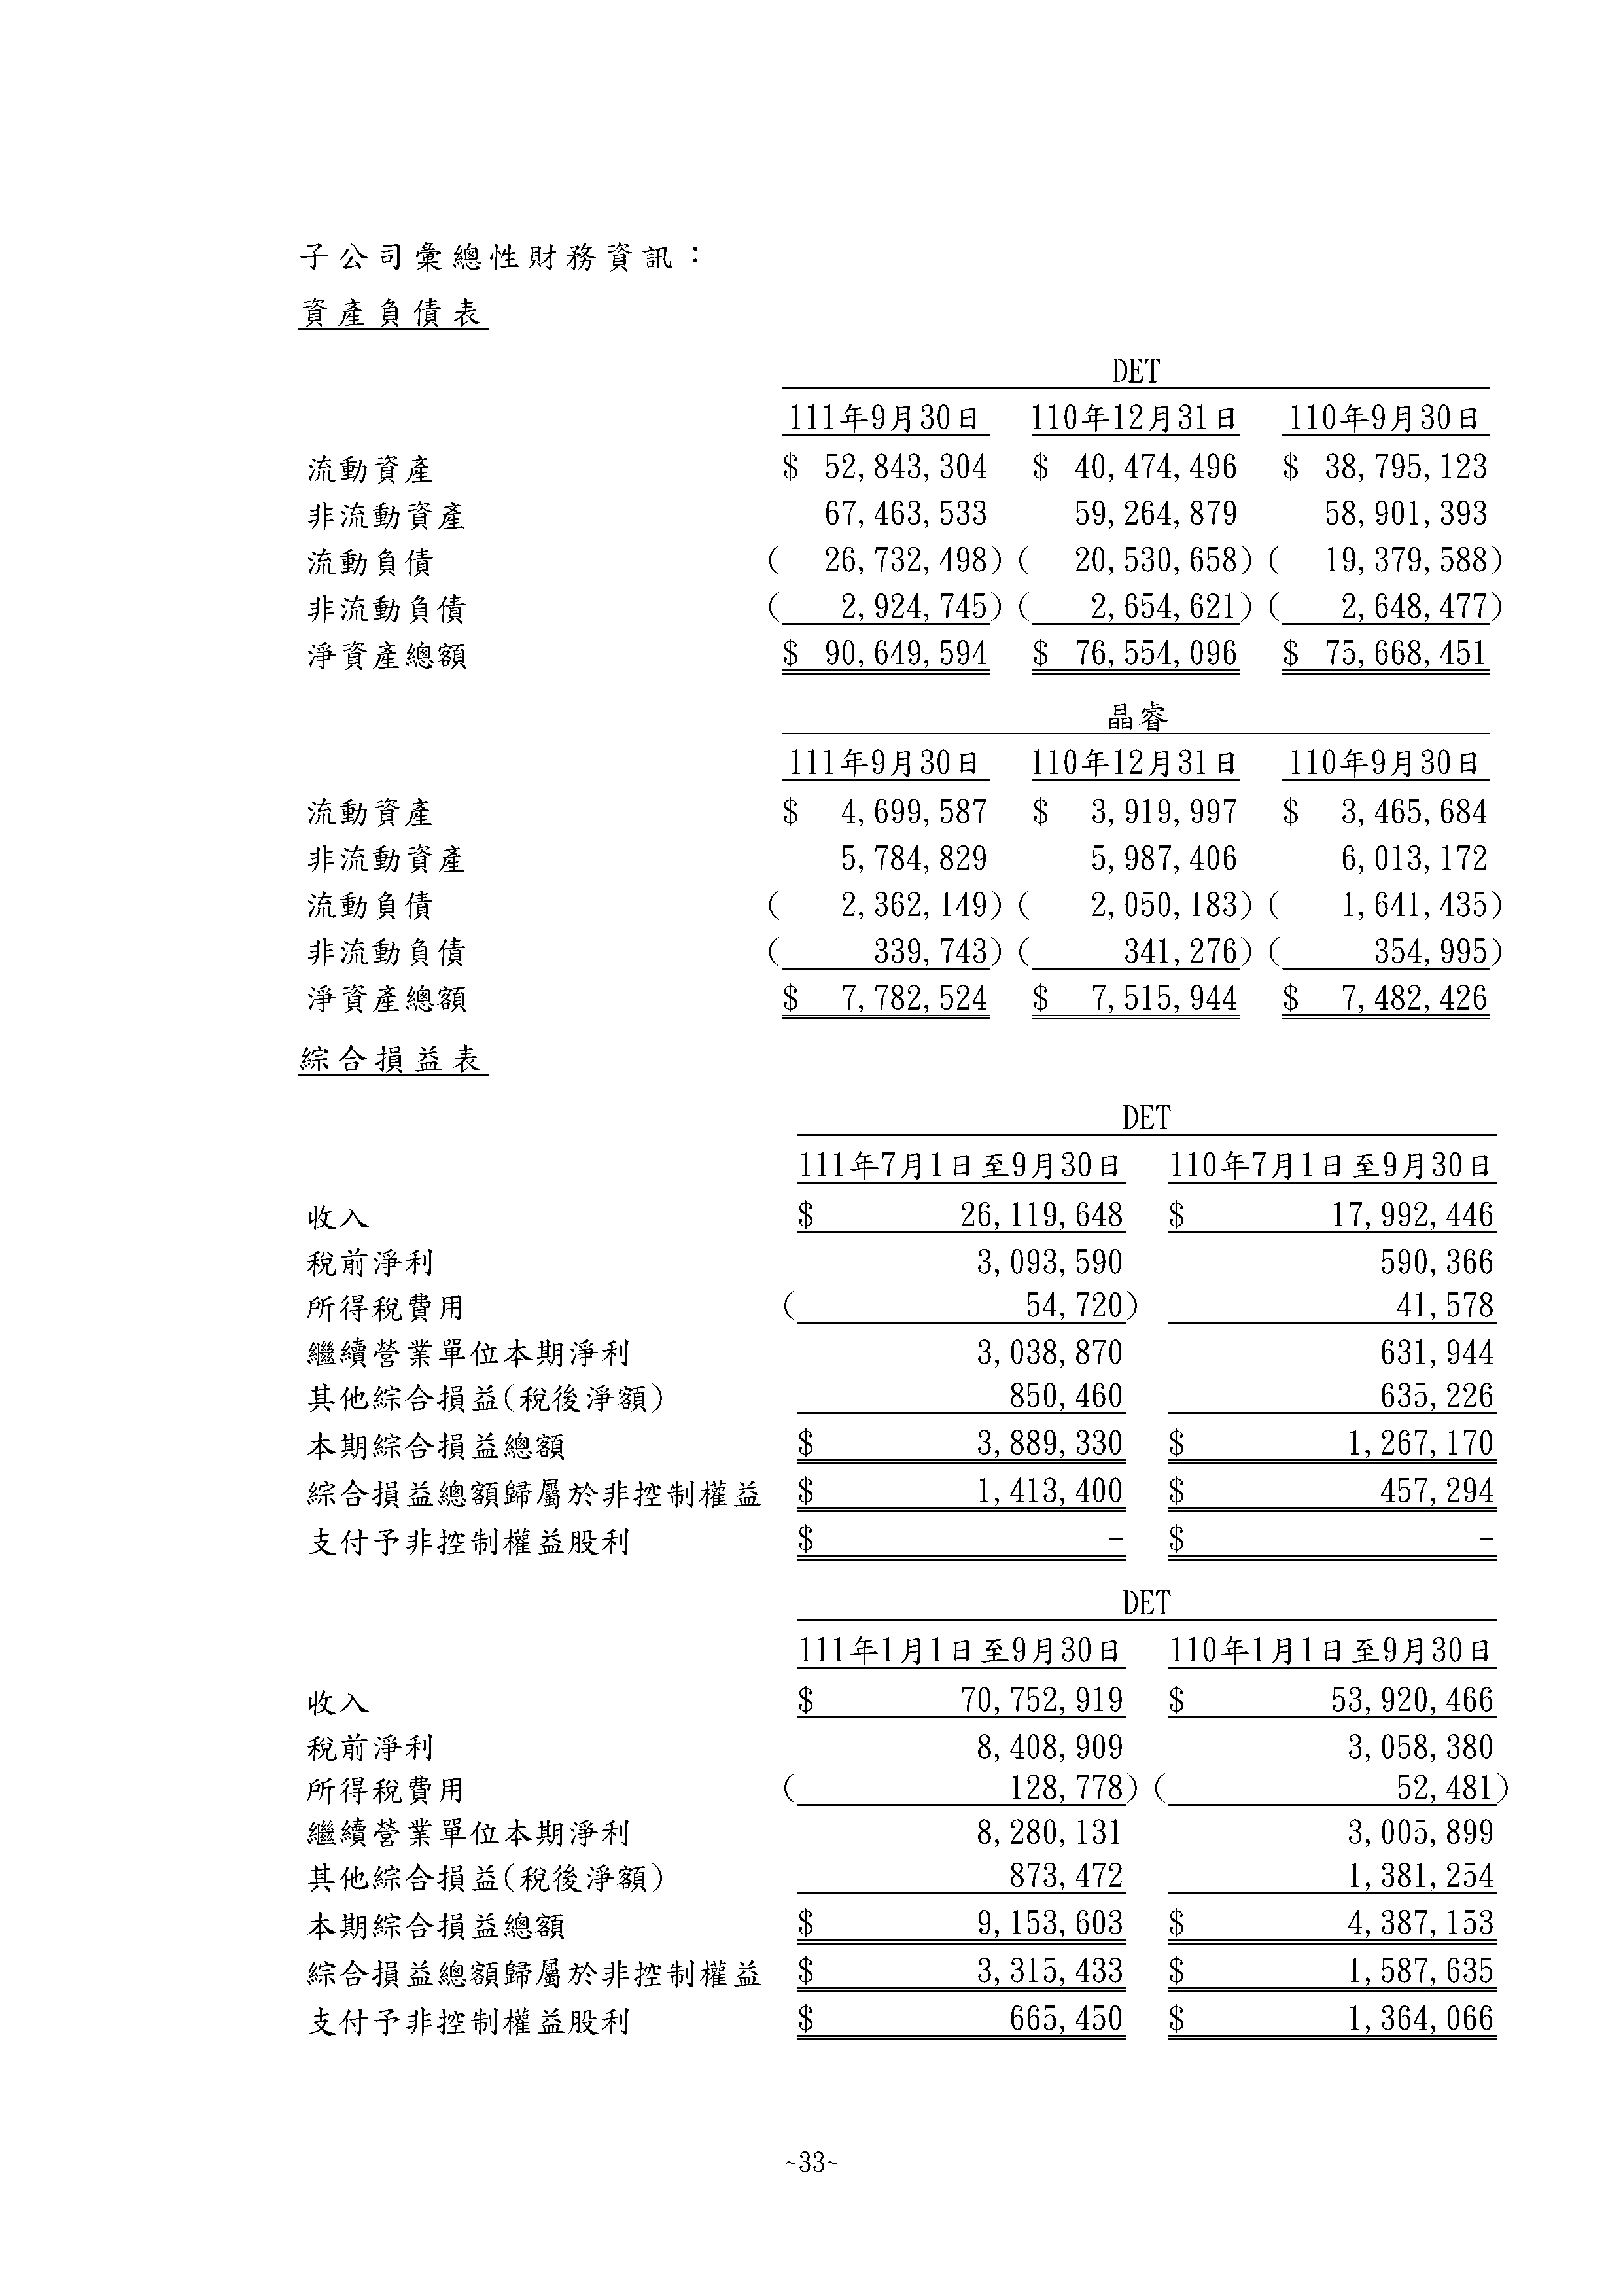 子公司彙總性財務資訊：
資產負債表
DET
111年9月30日 110年12月31日 110年9月30日
流動資產 $ 52,843,304 $ 40,474,496 $ 38,795,123
非流動資產 67,463,533 59,264,879 58,901,393
流動負債 ( 26,732,498) ( 20,530,658) ( 19,379,588)
非流動負債 ( 2,924,745) ( 2,654,621) ( 2,648,477)
淨資產總額 $ 90,649,594 $ 76,554,096 $ 75,668,451
晶睿
111年9月30日 110年12月31日 110年9月30日
流動資產 $ 4,699,587 $ 3,919,997 $ 3,465,684
非流動資產 5,784,829 5,987,406 6,013,172
流動負債 ( 2,362,149) ( 2,050,183) ( 1,641,435)
非流動負債 ( 339,743) ( 341,276) ( 354,995)
淨資產總額 $ 7,782,524 $ 7,515,944 $ 7,482,426
綜合損益表
DET
111年7月1日至9月30日 110年7月1日至9月30日
收入 $ 26,119,648 $ 17,992,446
稅前淨利 3,093,590 590,366
所得稅費用 ( 54,720) 41,578
繼續營業單位本期淨利 3,038,870 631,944
其他綜合損益(稅後淨額) 850,460 635,226
本期綜合損益總額 $ 3,889,330 $ 1,267,170
綜合損益總額歸屬於非控制權益 $ 1,413,400 $ 457,294
支付予非控制權益股利 $ - $ -
DET
111年1月1日至9月30日 110年1月1日至9月30日
收入 $ 70,752,919 $ 53,920,466
稅前淨利 8,408,909 3,058,380
所得稅費用 ( 128,778) ( 52,481)
繼續營業單位本期淨利 8,280,131 3,005,899
其他綜合損益(稅後淨額) 873,472 1,381,254
本期綜合損益總額 $ 9,153,603 $ 4,387,153
綜合損益總額歸屬於非控制權益 $ 3,315,433 $ 1,587,635
支付予非控制權益股利 $ 665,450 $ 1,364,066
~33~